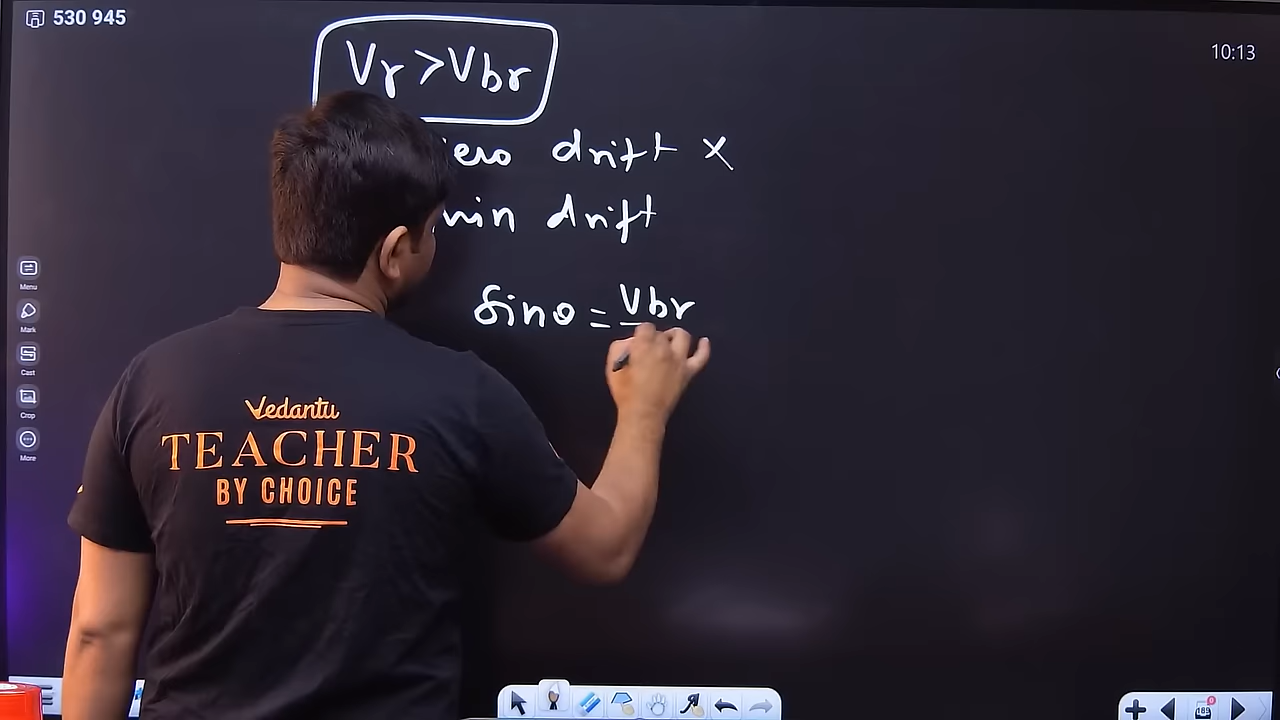 530 945
10:13
Vr > Vbr
drift ×
drift
Sinθ = Vbr
Menu
Mark
Cast
Crop
More
Vedantu
TEACHER
BY CHOICE